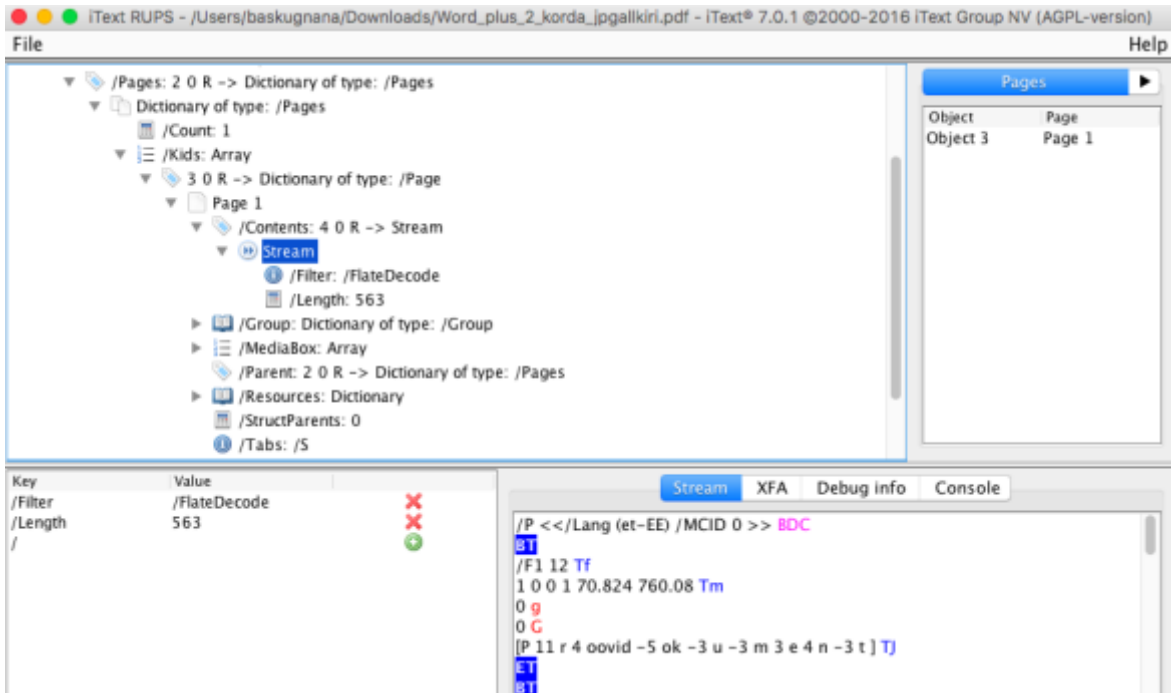 iText RUPS - /Users/baskugnana/Downloads/Word_plus_2_korda_jpgallkiri.pdf - iText® 7.0.1 ©2000-2016 iText Group NV (AGPL-version)
File Help
/Pages: 2 0 R -> Dictionary of type: /Pages
Dictionary of type: /Pages
/Count: 1
/Kids: Array
3 0 R -> Dictionary of type: /Page
Page 1
/Contents: 4 0 R -> Stream
Stream
/Filter: /FlateDecode
/Length: 563
/Group: Dictionary of type: /Group
/MediaBox: Array
/Parent: 2 0 R -> Dictionary of type: /Pages
/Resources: Dictionary
/StructParents: 0
/Tabs: /S
Pages
Object Page
Object 3 Page 1
Key Value
/Filter /FlateDecode
/Length 563
/
Stream XFA Debug info Console
/P <</Lang (et-EE) /MCID 0 >> BDC
BT
/F1 12 Tf
1 0 0 1 70.824 760.08 Tm
0 g
0 G
[P 11 r 4 oovid -5 ok -3 u -3 m 3 e 4 n -3 t ] TJ
ET
BT